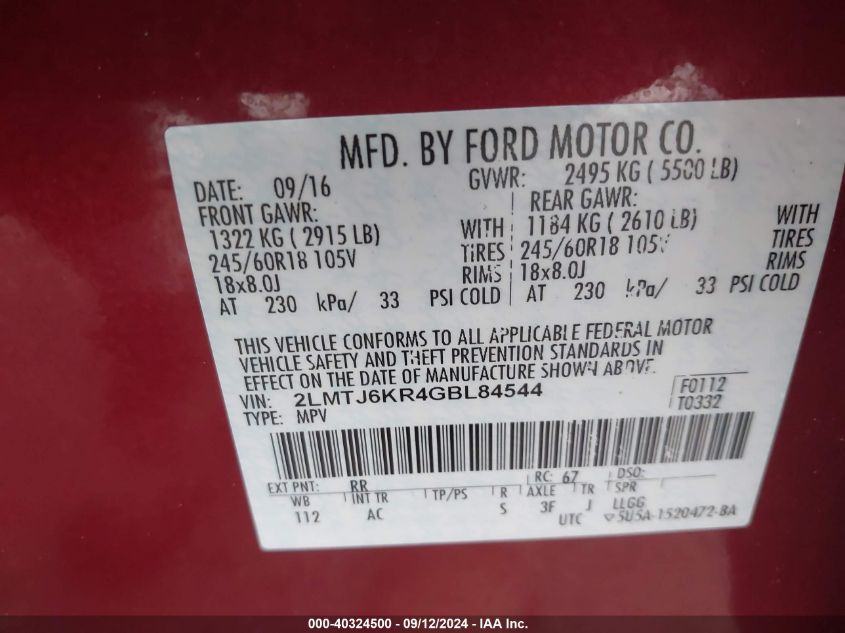 MFD. BY FORD MOTOR CO.
DATE: 09/16 GVWR: 2495 KG ( 5500 LB)
FRONT GAWR: REAR GAWR:
1322 KG ( 2915 LB) WITH 1184 KG ( 2610 LB) WITH
245/60R18 105V TIRES 245/60R18 105V TIRES
18x8.0J RIMS 18x8.0J RIMS
AT 230 kPa/ 33 PSI COLD AT 230 kPa/ 33 PSI COLD
THIS VEHICLE CONFORMS TO ALL APPLICABLE FEDERAL MOTOR
VEHICLE SAFETY AND THEFT PREVENTION STANDARDS IN
EFFECT ON THE DATE OF MANUFACTURE SHOWN ABOVE.
VIN: 2LMTJ6KR4GBL84544 F0112
TYPE: MPV T0332
EXT PNT: RR RC: 67 DSO:
WB INT TR TP/PS R AXLE TR SPR
112 AC S 3F J LLGG
UTC ▽5U5A-1520472-BA
000-40324500 - 09/12/2024 - IAA Inc.